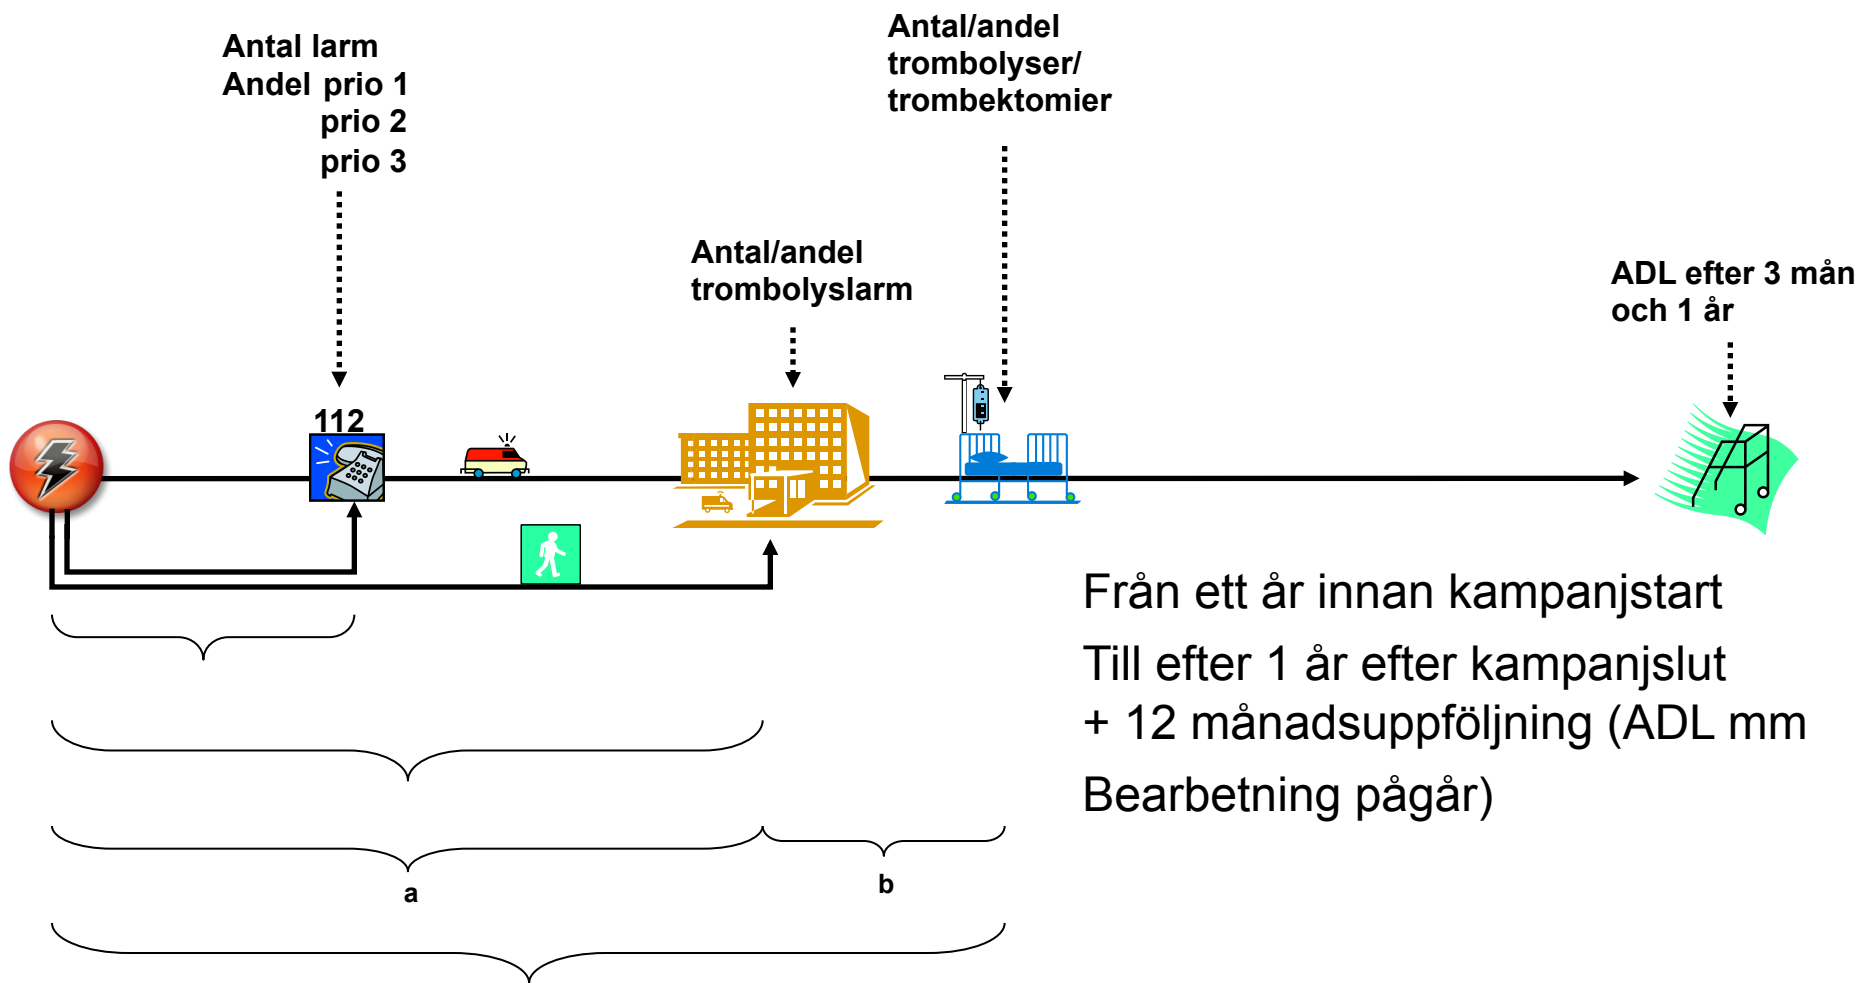 Antal larm
Andel prio 1
prio 2
prio 3
Antal/andel
trombolyser/
trombektomier
Antal/andel
trombolyslarm
ADL efter 3 mån
och 1 år
112
Från ett år innan kampanjstart
Till efter 1 år efter kampanjslut
+ 12 månadsuppföljning (ADL mm
Bearbetning pågår)
a
b